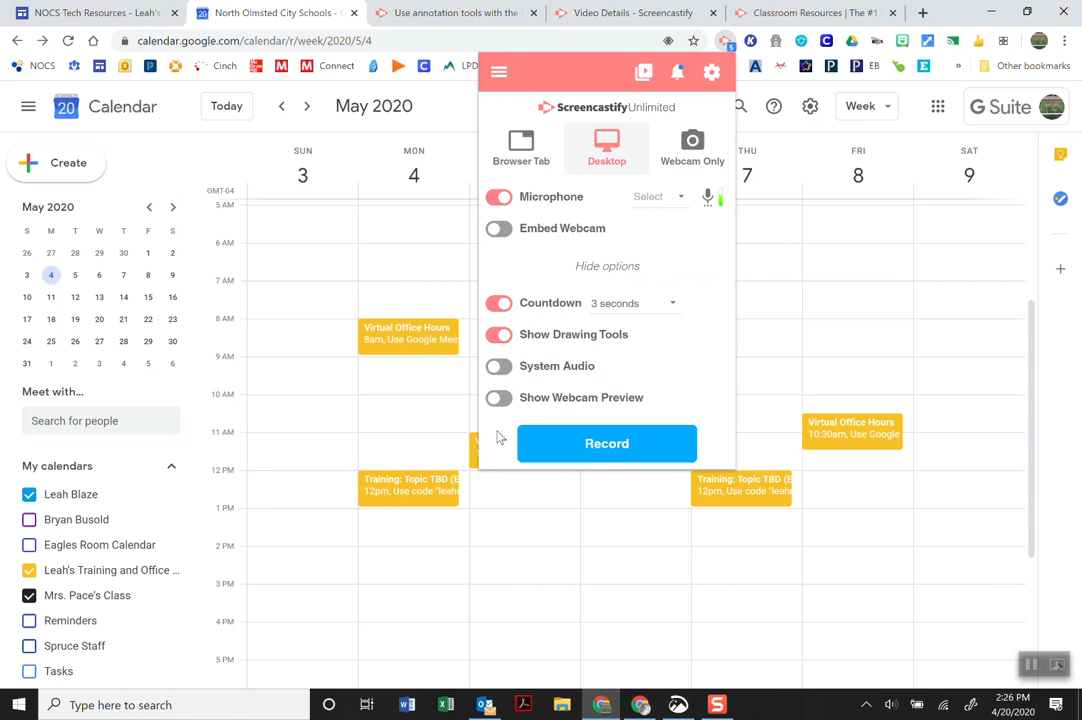 NOCS Tech Resources - Leah's
North Olmsted City Schools -
Use annotation tools with the
Video Details - Screencastify
Classroom Resources | The #1
calendar.google.com/calendar/r/week/2020/5/4
NOCS
Cinch
Connect
LPD
EB
Other bookmarks
Calendar
Today
May 2020
Week
G Suite
Create
May 2020
S M T W T F S
26 27 28 29 30 1 2
3 4 5 6 7 8 9
10 11 12 13 14 15 16
17 18 19 20 21 22 23
24 25 26 27 28 29 30
31 1 2 3 4 5 6
Meet with...
Search for people
My calendars
Leah Blaze
Bryan Busold
Eagles Room Calendar
Leah's Training and Office ...
Mrs. Pace's Class
Reminders
Spruce Staff
Tasks
SUN
3
MON
4
THU
7
FRI
8
SAT
9
GMT-04
5 AM
6 AM
7 AM
8 AM
9 AM
10 AM
11 AM
12 PM
1 PM
2 PM
3 PM
4 PM
5 PM
Virtual Office Hours
8am, Use Google Mee
Training: Topic TBD (E
12pm, Use code "leahr
Training: Topic TBD (E
12pm, Use code "leahr
Virtual Office Hours
10:30am, Use Google
Screencastify Unlimited
Browser Tab
Desktop
Webcam Only
Microphone
Select
Embed Webcam
Hide options
Countdown
3 seconds
Show Drawing Tools
System Audio
Show Webcam Preview
Record
Type here to search
2:26 PM
4/20/2020